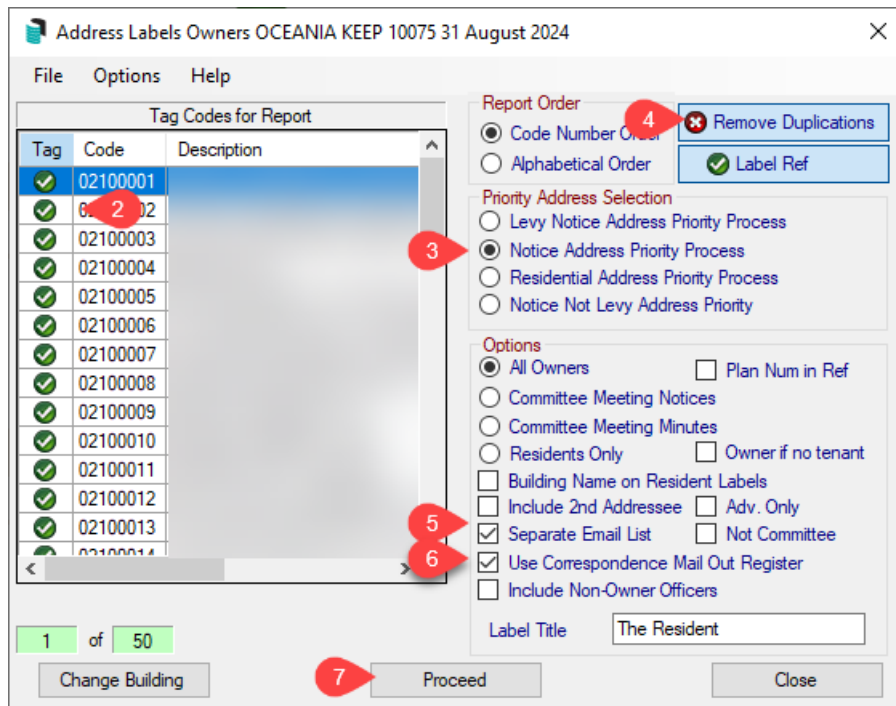 Address Labels Owners OCEANIA KEEP 10075 31 August 2024
File Options Help
Tag Codes for Report
Tag Code Description
02100001
2
02100003
02100004
02100005
02100006
02100007
02100008
02100009
02100010
02100011
02100012
02100013
1 of 50
Change Building
Report Order
Code Number
Alphabetical Order
4 Remove Duplications
Label Ref
Priority Address Selection
Levy Notice Address Priority Process
3 Notice Address Priority Process
Residential Address Priority Process
Notice Not Levy Address Priority
Options
All Owners Plan Num in Ref
Committee Meeting Notices
Committee Meeting Minutes
Residents Only Owner if no tenant
Building Name on Resident Labels
Include 2nd Addressee Adv. Only
5 Separate Email List Not Committee
6 Use Correspondence Mail Out Register
Include Non-Owner Officers
Label Title The Resident
7 Proceed
Close